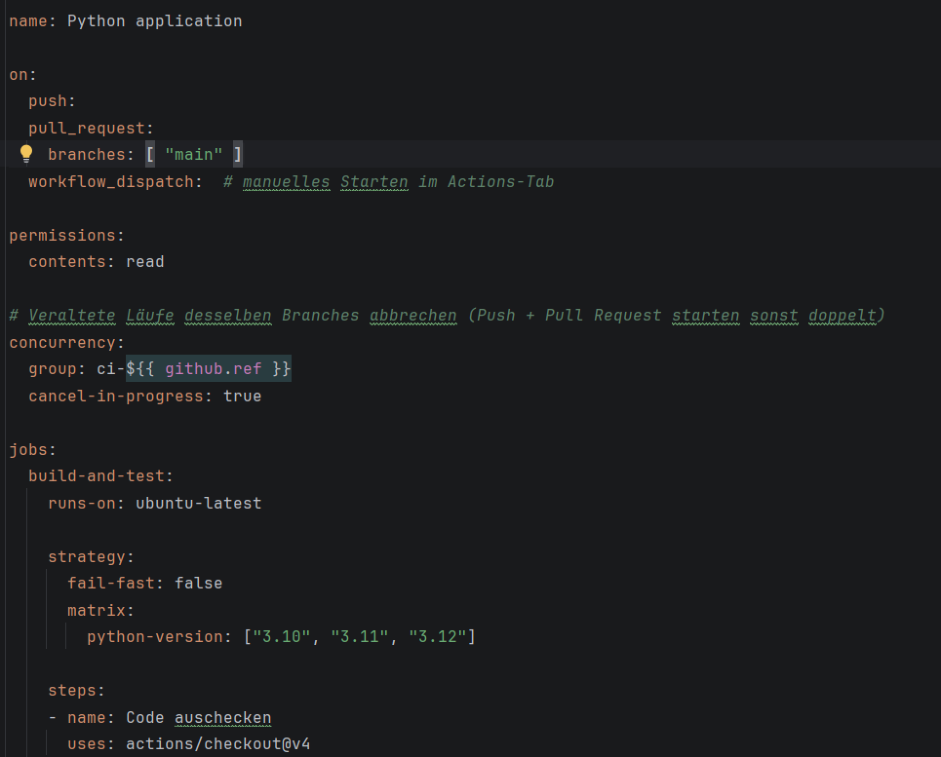 name: Python application
on:
push:
pull_request:
branches: [ "main" ]
workflow_dispatch:  # manuelles Starten im Actions-Tab
permissions:
contents: read
# Veraltete Läufe desselben Branches abbrechen (Push + Pull Request starten sonst doppelt)
concurrency:
group: ci-${{ github.ref }}
cancel-in-progress: true
jobs:
build-and-test:
runs-on: ubuntu-latest
strategy:
fail-fast: false
matrix:
python-version: ["3.10", "3.11", "3.12"]
steps:
- name: Code auschecken
uses: actions/checkout@v4